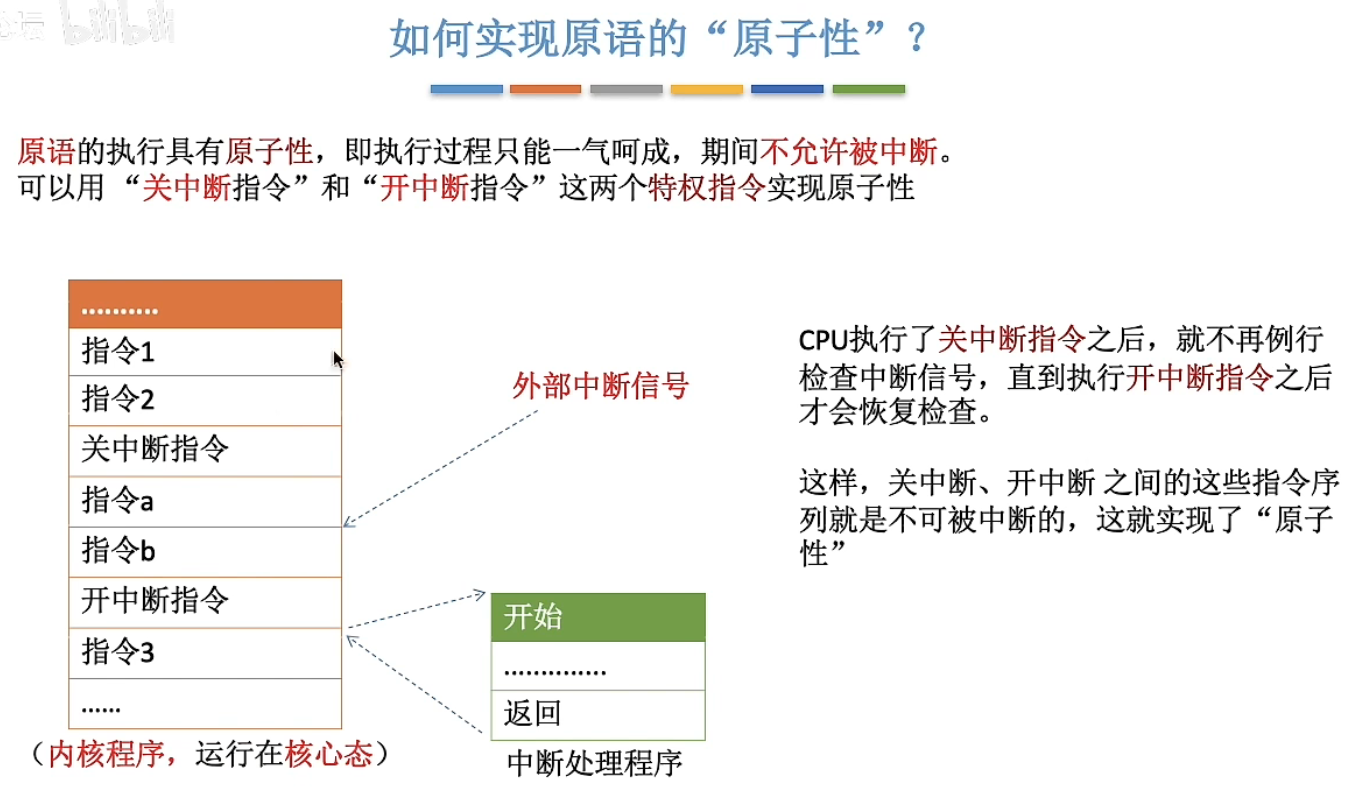 bilibili
如何实现原语的“原子性”？
原语的执行具有原子性，即执行过程只能一气呵成，期间不允许被中断。
可以用 “关中断指令”和“开中断指令”这两个特权指令实现原子性
..........
指令1
指令2
关中断指令
指令a
指令b
开中断指令
指令3
......
（内核程序，运行在核心态）
外部中断信号
开始
..............
返回
中断处理程序
CPU执行了关中断指令之后，就不再例行
检查中断信号，直到执行开中断指令之后
才会恢复检查。
这样，关中断、开中断 之间的这些指令序
列就是不可被中断的，这就实现了“原子
性”